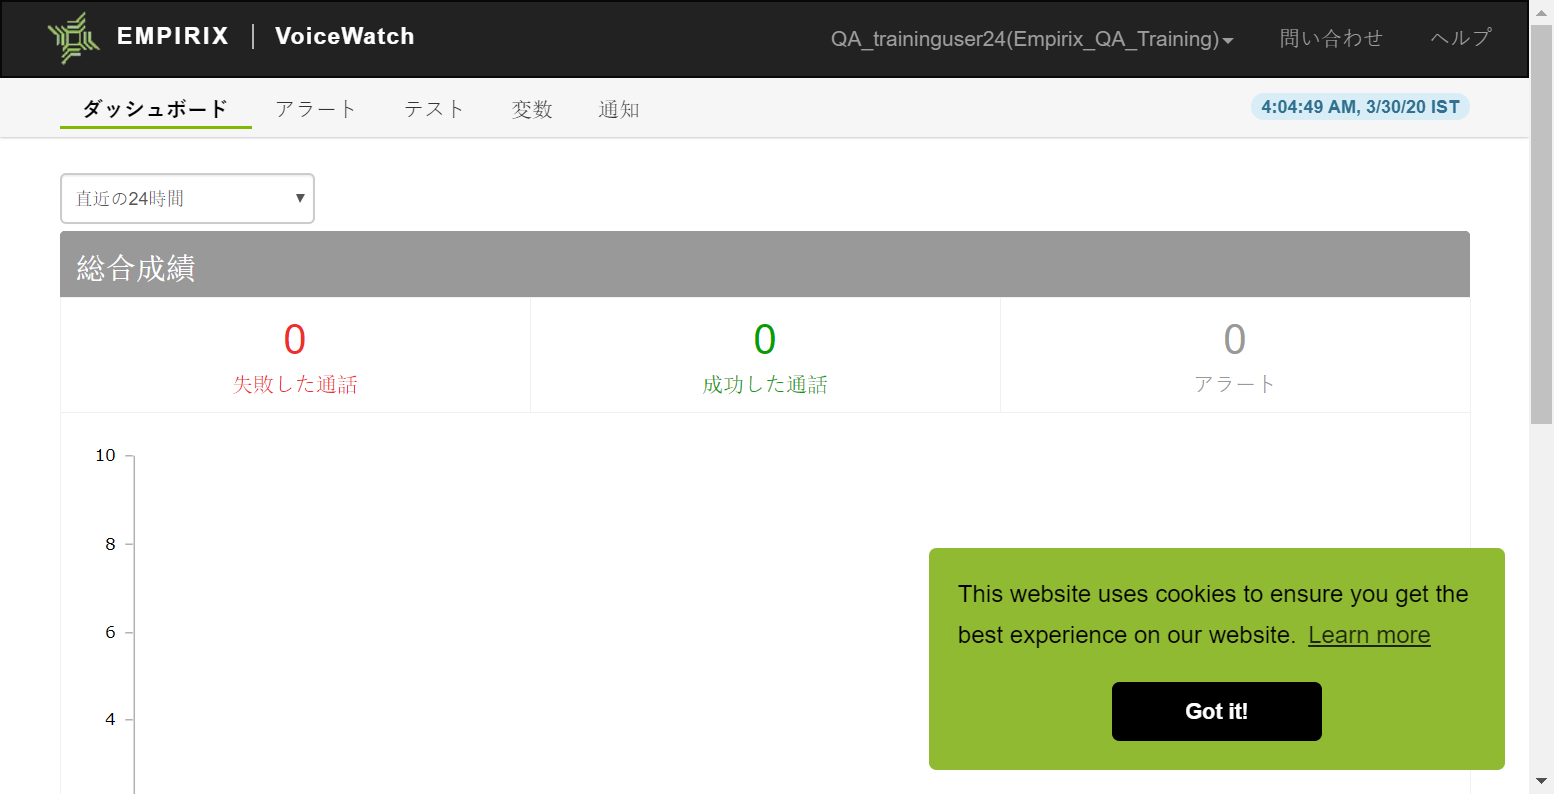 EMPIRIX | VoiceWatch
QA_traininguser24(Empirix_QA_Training)
問い合わせ
ヘルプ
ダッシュボード
アラート
テスト
変数
通知
4:04:49 AM, 3/30/20 IST
直近の24時間
総合成績
0
失敗した通話
0
成功した通話
0
アラート
10
8
6
4
This website uses cookies to ensure you get the
best experience on our website. Learn more
Got it!